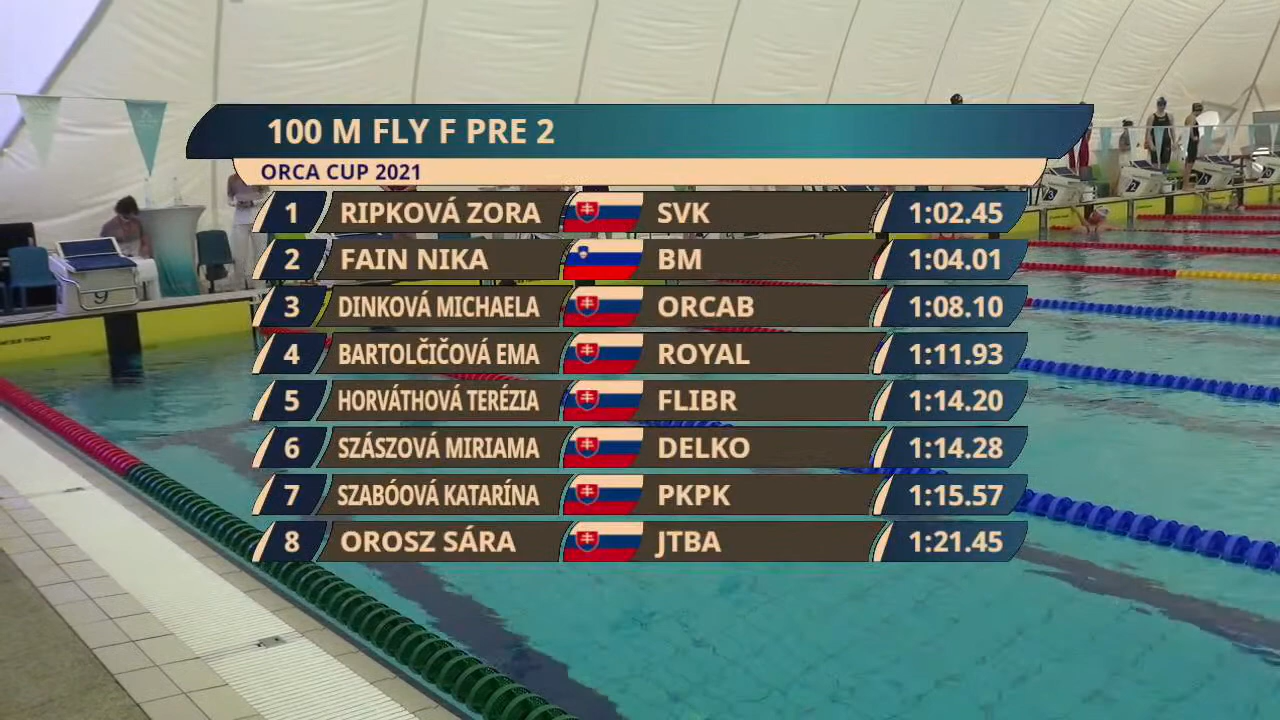 100 M FLY F PRE 2
ORCA CUP 2021
1 RIPKOVÁ ZORA SVK 1:02.45
2 FAIN NIKA BM 1:04.01
3 DINKOVÁ MICHAELA ORCAB 1:08.10
4 BARTOLČIČOVÁ EMA ROYAL 1:11.93
5 HORVÁTHOVÁ TERÉZIA FLIBR 1:14.20
6 SZÁSZOVÁ MIRIAMA DELKO 1:14.28
7 SZABÓOVÁ KATARÍNA PKPK 1:15.57
8 OROSZ SÁRA JTBA 1:21.45
9